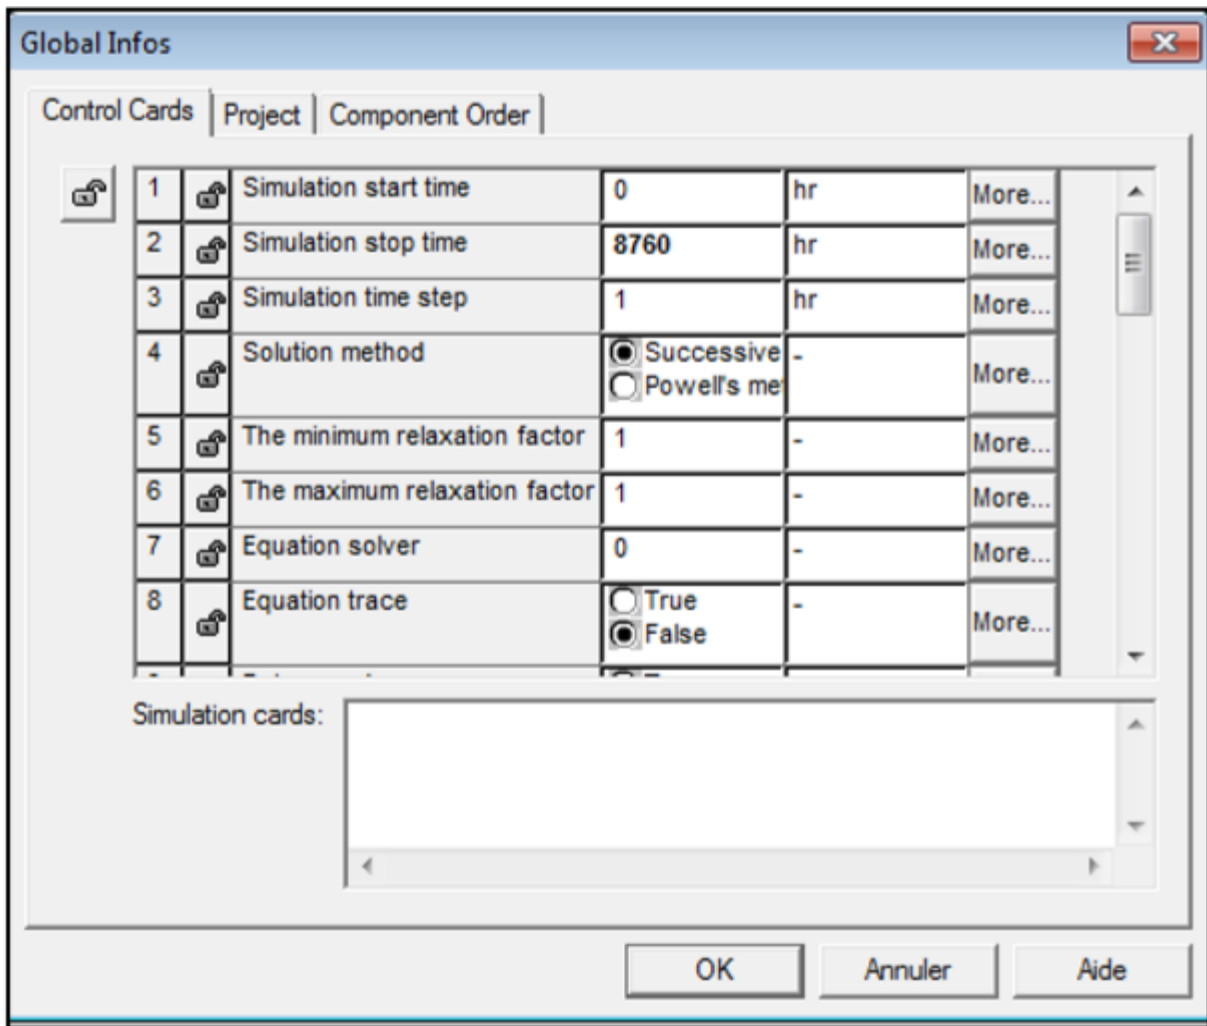 Global Infos
Control Cards Project Component Order
1 Simulation start time 0 hr More...
2 Simulation stop time 8760 hr More...
3 Simulation time step 1 hr More...
4 Solution method Successive - More...
Powell's me
5 The minimum relaxation factor 1 - More...
6 The maximum relaxation factor 1 - More...
7 Equation solver 0 - More...
8 Equation trace True - More...
False
Simulation cards:
OK Annuler Aide